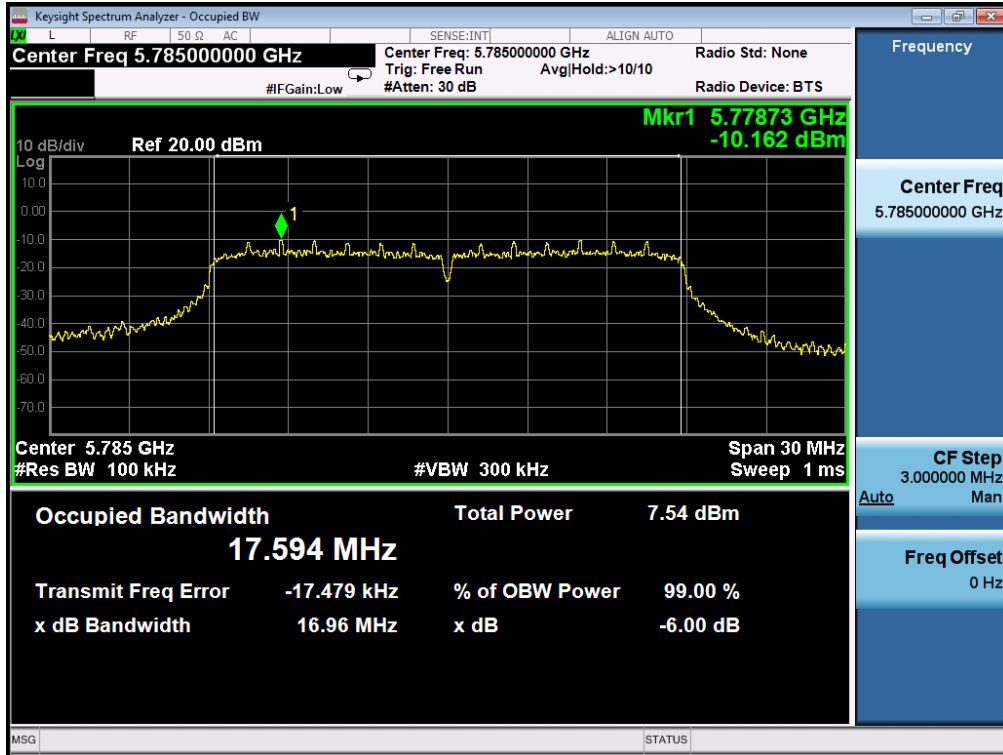 Keysight Spectrum Analyzer - Occupied BW
LXI L RF 50 Ω AC SENSE:INT ALIGN AUTO
Center Freq 5.785000000 GHz
Center Freq: 5.785000000 GHz Radio Std: None
Trig: Free Run Avg|Hold:>10/10
#IFGain:Low #Atten: 30 dB Radio Device: BTS
Mkr1 5.77873 GHz
-10.162 dBm
10 dB/div Ref 20.00 dBm
Log
10.0
0.00
-10.0
-20.0
-30.0
-40.0
-50.0
-60.0
-70.0
1
Center 5.785 GHz Span 30 MHz
#Res BW 100 kHz #VBW 300 kHz Sweep 1 ms
Occupied Bandwidth Total Power 7.54 dBm
17.594 MHz
Transmit Freq Error -17.479 kHz % of OBW Power 99.00 %
x dB Bandwidth 16.96 MHz x dB -6.00 dB
MSG STATUS
Frequency
Center Freq
5.785000000 GHz
CF Step
3.000000 MHz
Auto Man
Freq Offset
0 Hz